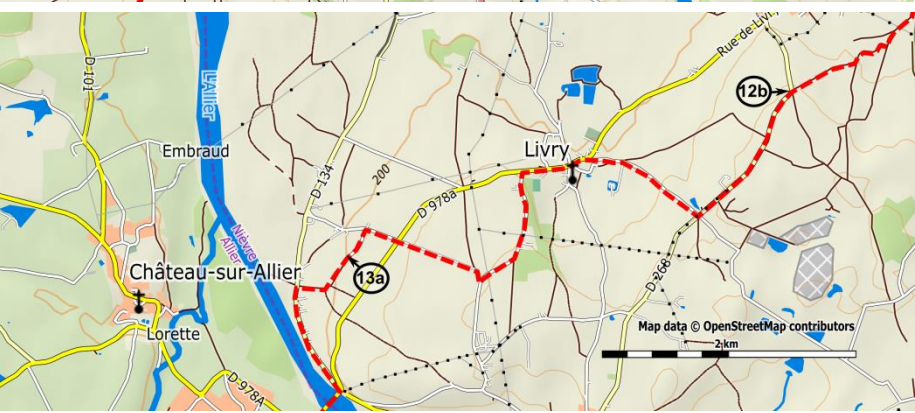 Rue de Livr
D 101
L'Allier
12b
Embraud
Livry
D 134
200
D 978a
Nièvre
Allier
Château-sur-Allier
13a
D 268
Lorette
Map data © OpenStreetMap contributors
2 km
D 978A